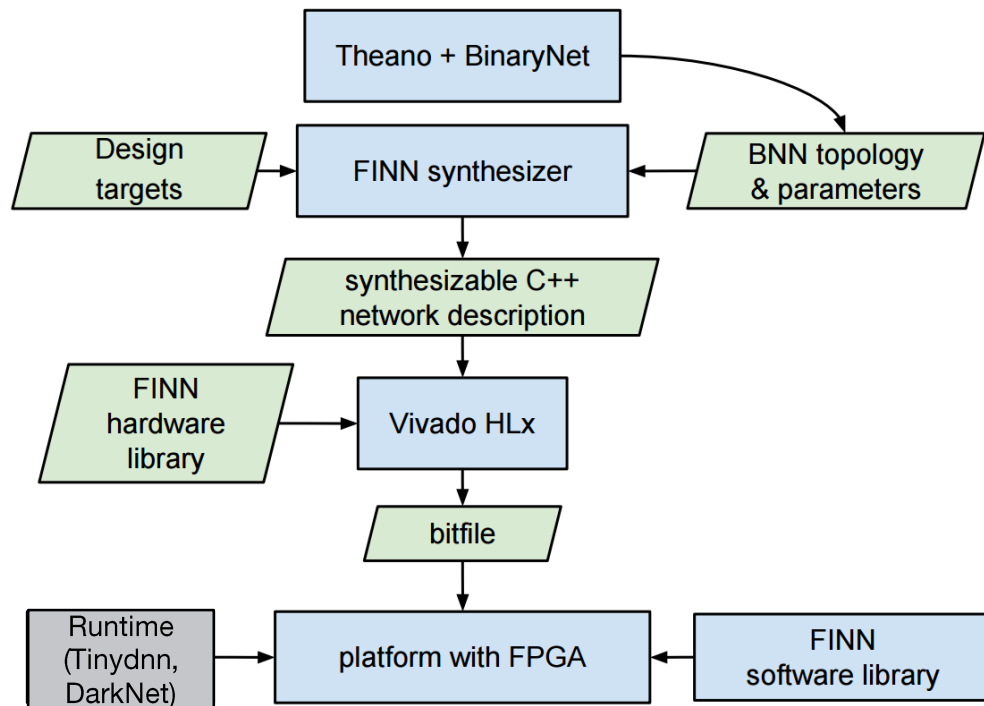 Theano + BinaryNet
Design
targets
FINN synthesizer
BNN topology
& parameters
synthesizable C++
network description
FINN
hardware
library
Vivado HLx
bitfile
Runtime
(Tinydnn,
DarkNet)
platform with FPGA
FINN
software library